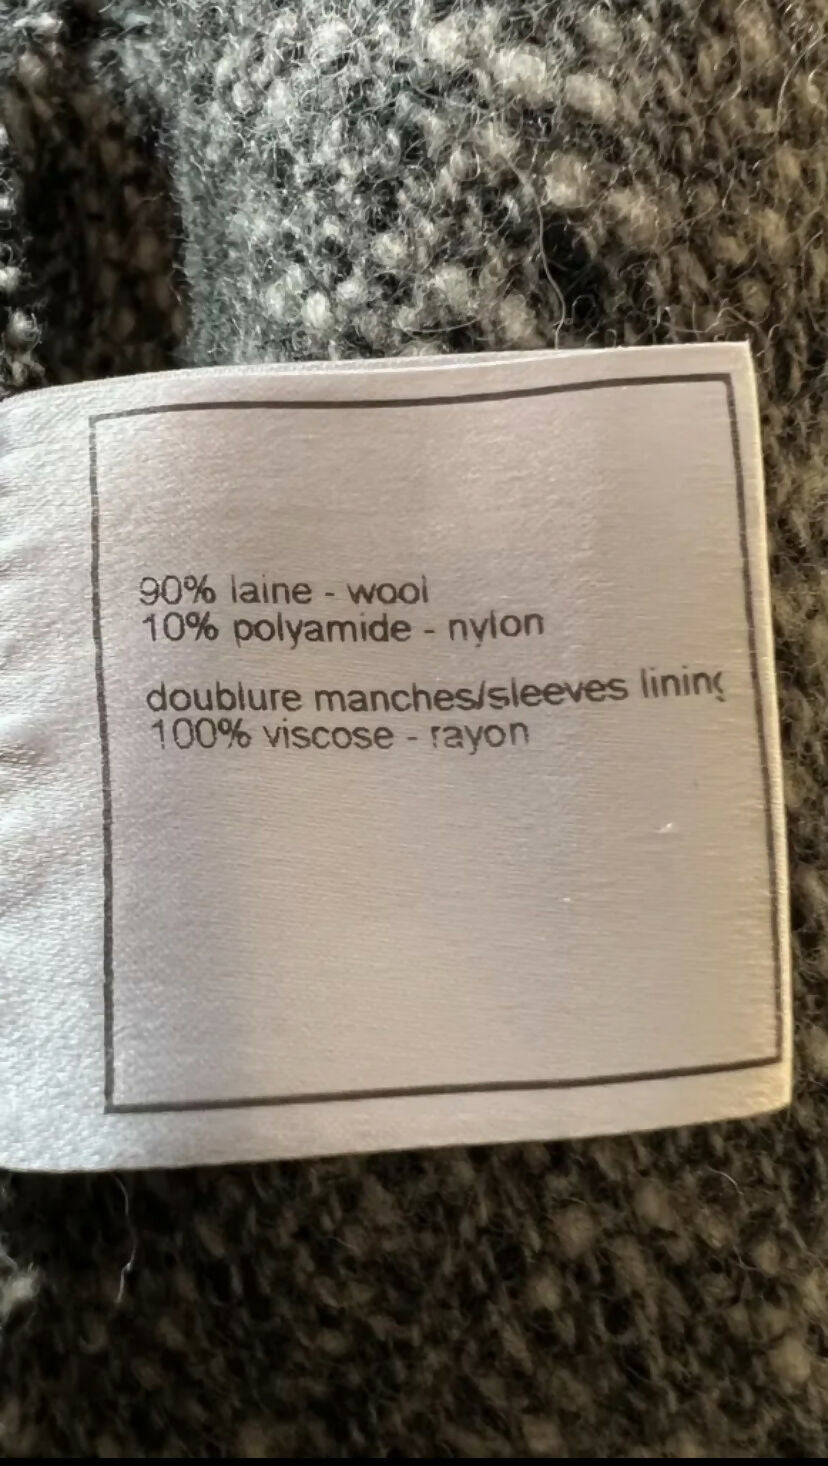 90% laine - wool
10% polyamide - nylon
doublure manches/sleeves lining
100% viscose - rayon